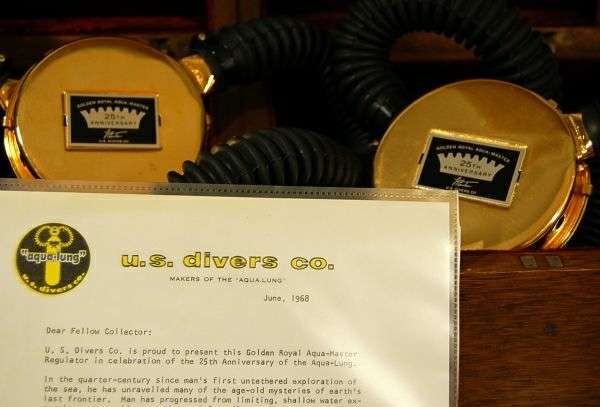 GOLDEN ROYAL AQUA-MASTER
25TH
ANNIVERSARY
U.S. DIVERS CO.
GOLDEN ROYAL AQUA-MASTER
25TH
ANNIVERSARY
"aqua-lung"
u.s. divers co.
u.s. divers co.
MAKERS OF THE "AQUA-LUNG"
June, 1968
Dear Fellow Collector:
U. S. Divers Co. is proud to present this Golden Royal Aqua-Master
Regulator in celebration of the 25th Anniversary of the Aqua-Lung.
In the quarter-century since man's first untethered exploration of
the sea, he has unravelled many of the age-old mysteries of earth's
last frontier. Man has progressed from limiting, shallow water ex-